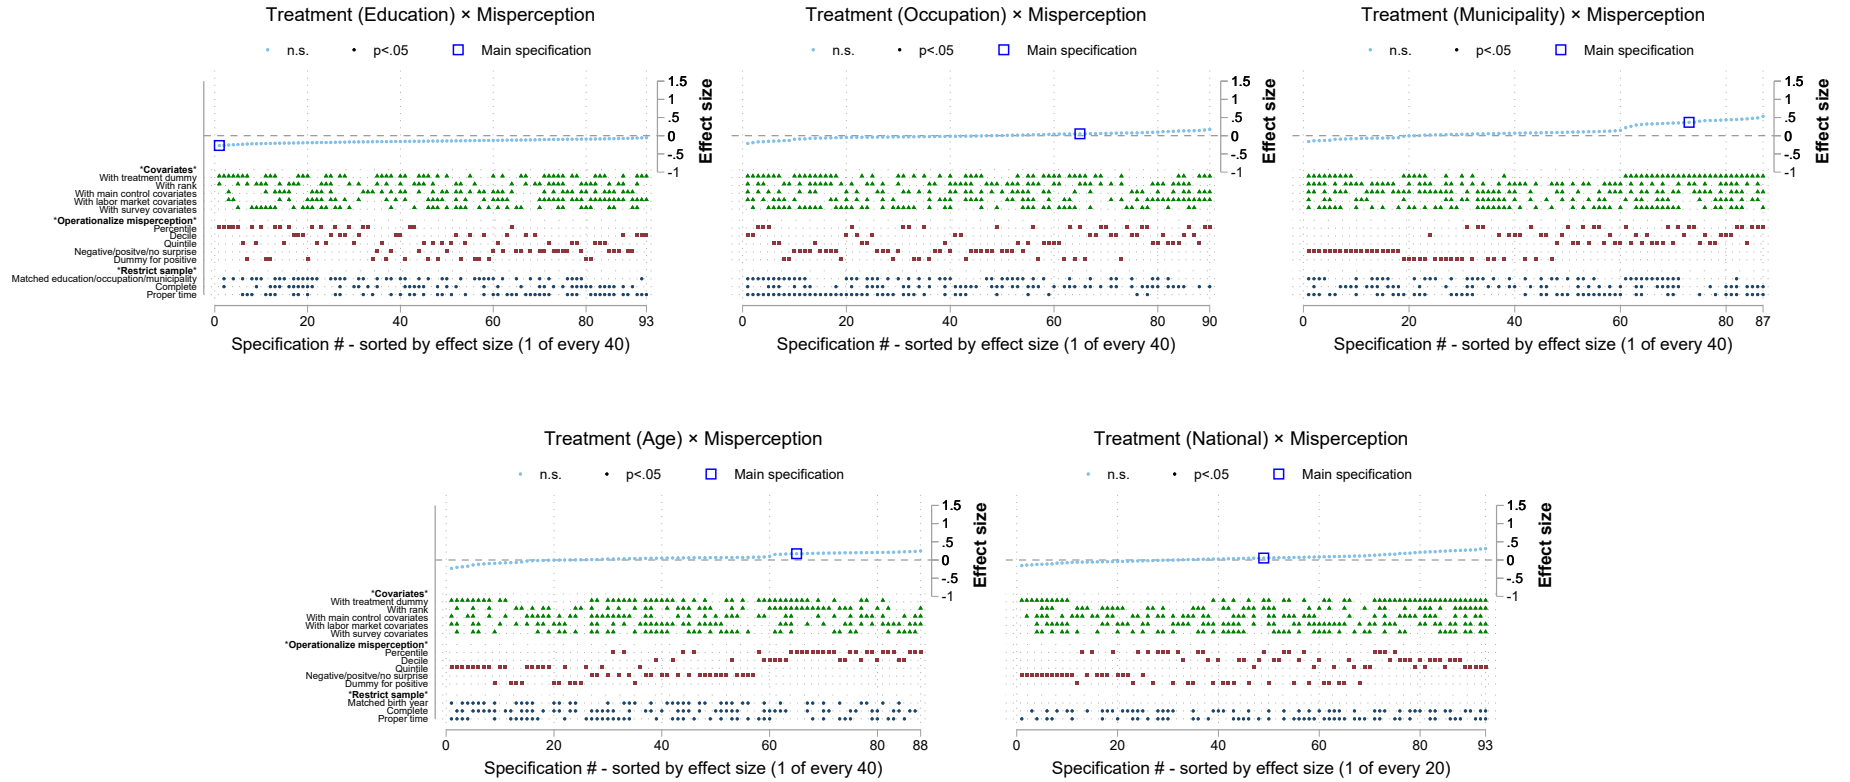 Treatment (Education) × Misperception
n.s. p<.05 Main specification
1.5
1
.5
0
-.5
-1
Effect size
*Covariates*
With treatment dummy
With rank
With main control covariates
With labor market covariates
With survey covariates
*Operationalize misperception*
Percentile
Decile
Quintile
Negative/positve/no surprise
Dummy for positive
*Restrict sample*
Matched education/occupation/municipality
Complete
Proper time
0 20 40 60 80 93
Specification # - sorted by effect size (1 of every 40)
Treatment (Occupation) × Misperception
n.s. p<.05 Main specification
1.5
1
.5
0
-.5
-1
Effect size
0 20 40 60 80 90
Specification # - sorted by effect size (1 of every 40)
Treatment (Municipality) × Misperception
n.s. p<.05 Main specification
1.5
1
.5
0
-.5
-1
Effect size
0 20 40 60 80 87
Specification # - sorted by effect size (1 of every 40)
Treatment (Age) × Misperception
n.s. p<.05 Main specification
1.5
1
.5
0
-.5
-1
Effect size
*Covariates*
With treatment dummy
With rank
With main control covariates
With labor market covariates
With survey covariates
*Operationalize misperception*
Percentile
Decile
Quintile
Negative/positve/no surprise
Dummy for positive
*Restrict sample*
Matched birth year
Complete
Proper time
0 20 40 60 80 88
Specification # - sorted by effect size (1 of every 40)
Treatment (National) × Misperception
n.s. p<.05 Main specification
1.5
1
.5
0
-.5
-1
Effect size
0 20 40 60 80 93
Specification # - sorted by effect size (1 of every 20)